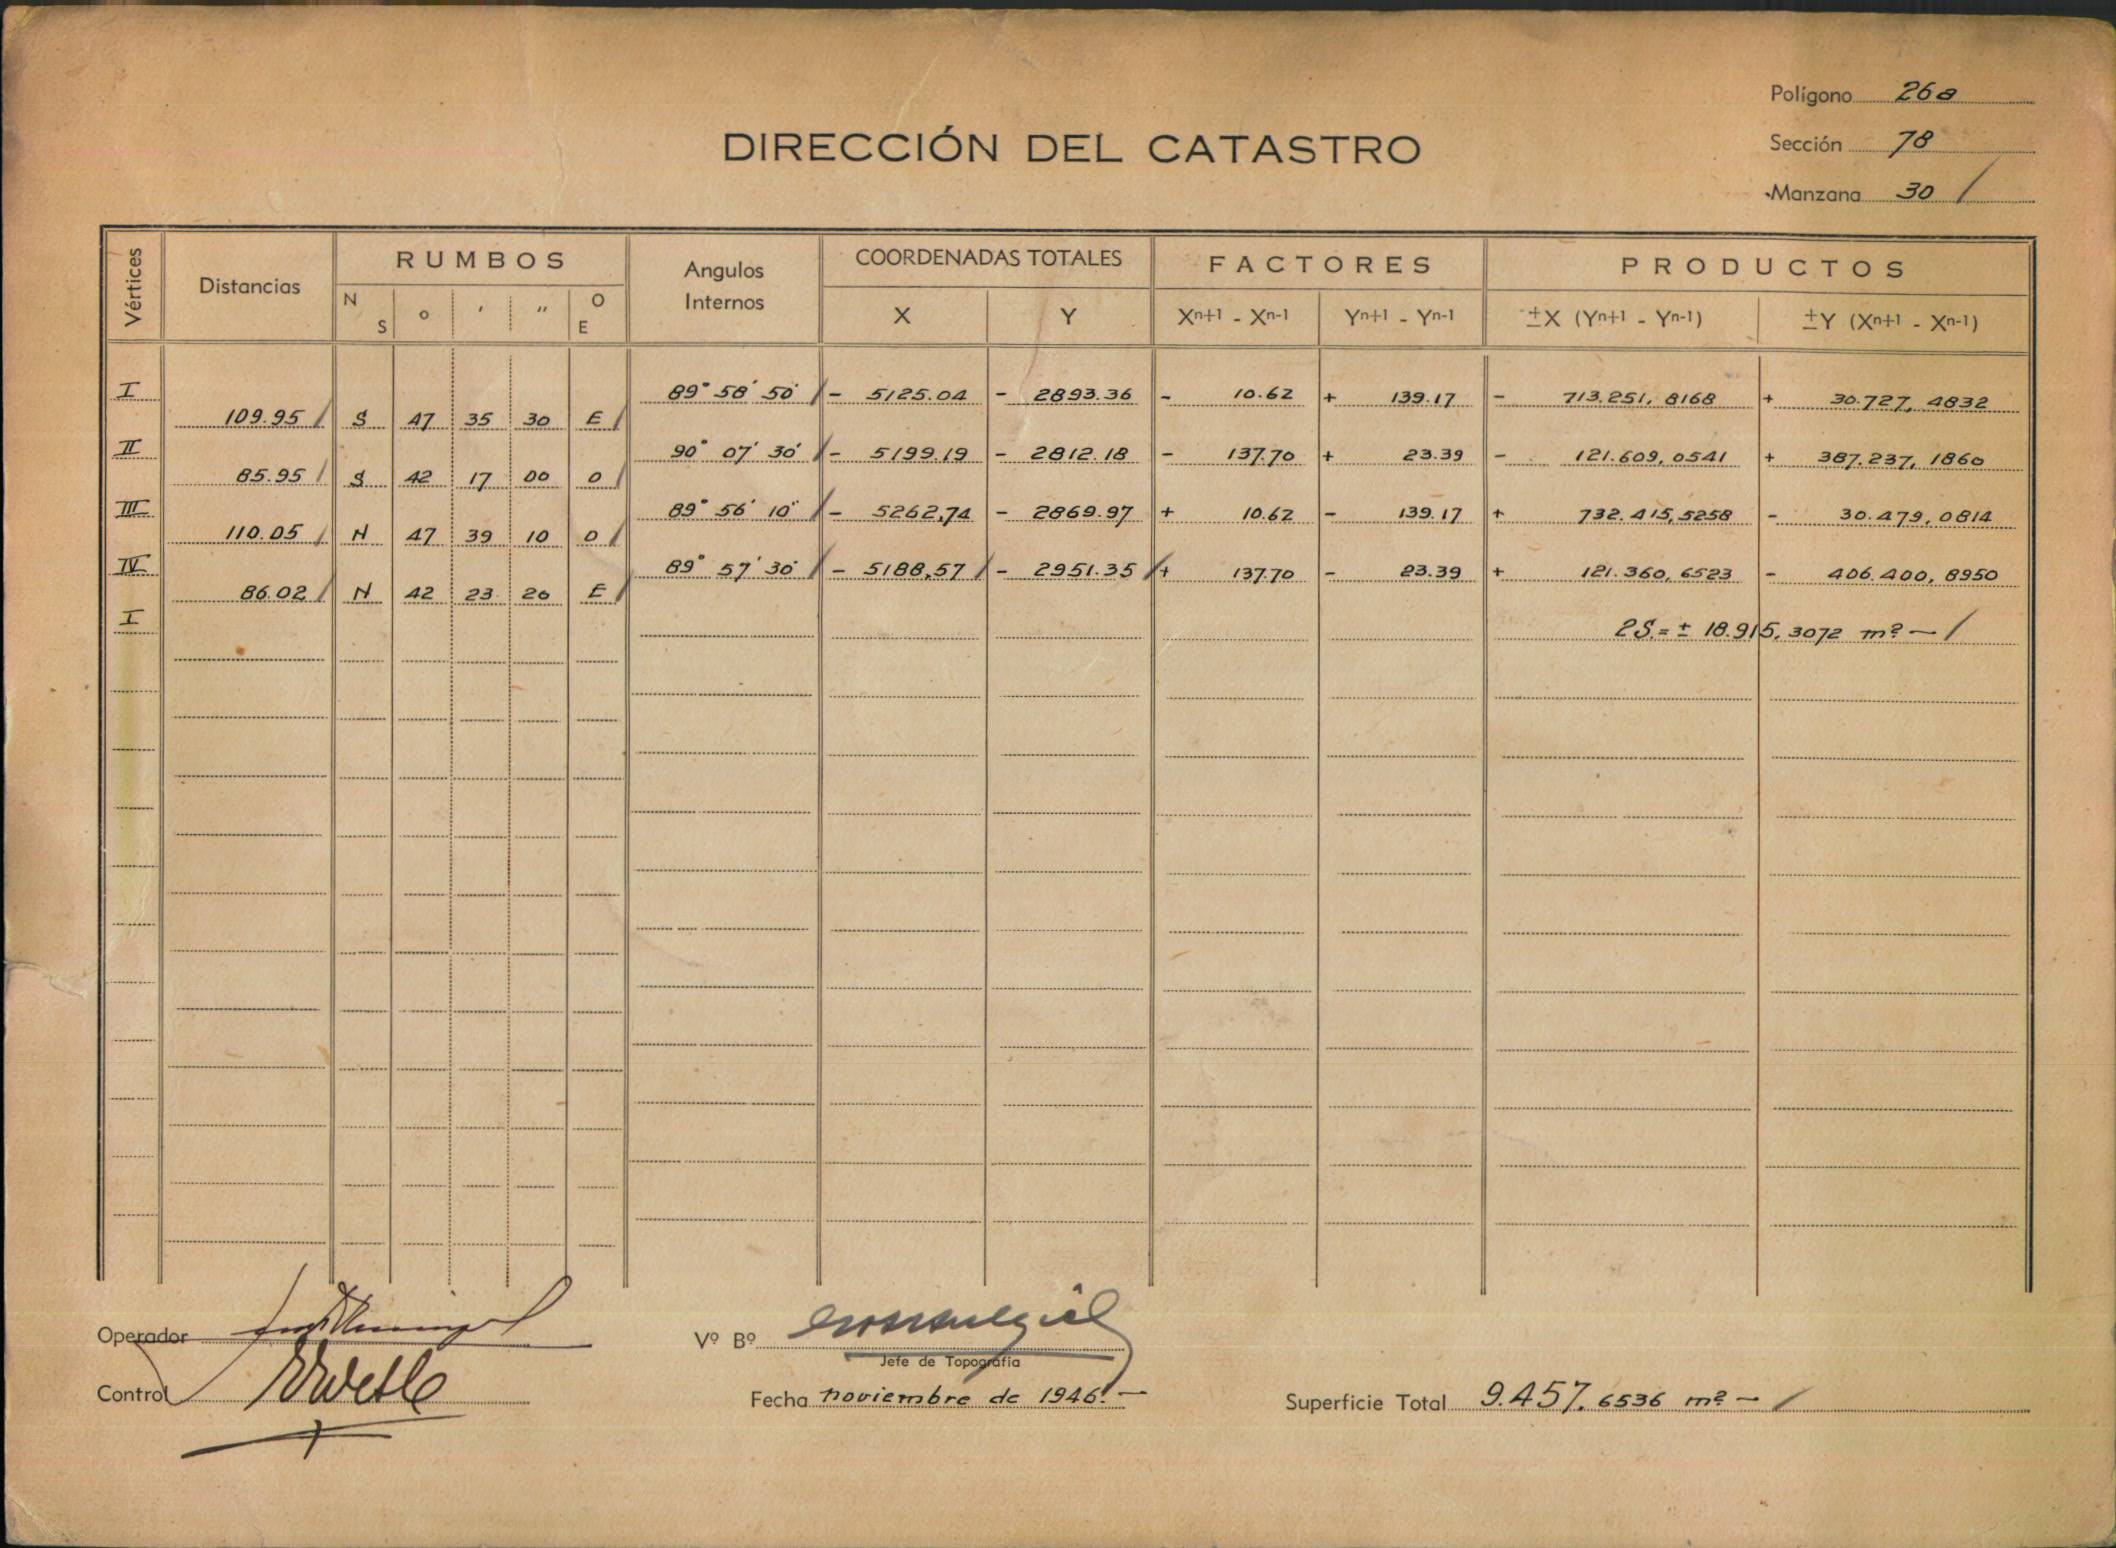 Polígono 26a
DIRECCIÓN DEL CATASTRO
Sección 78
Manzana 30
Vértices Distancias RUMBOS Angulos Internos COORDENADAS TOTALES FACTORES PRODUCTOS
N S ° ' " O E X Y Xn+1 - Xn-1 Yn+1 - Yn-1 ±X (Yn+1 - Yn-1) ±Y (Xn+1 - Xn-1)
I 89° 58' 50" - 5125.04 - 2893.36 - 10.62 + 139.17 - 713.251,8168 + 30.727,4832
109.95 S 47 35 30 E
II 90° 07' 30" - 5199.19 - 2812.18 - 137.70 + 23.39 - 121.609,0541 + 387.237,1860
85.95 S 42 17 00 O
III 89° 56' 10" - 5262,74 - 2869.97 + 10.62 - 139.17 + 732.415,5258 - 30.479,0814
110.05 N 47 39 10 O
IV 89° 57' 30" - 5188,57 - 2951.35 + 137.70 - 23.39 + 121.360,6523 - 406.400,8950
86.02 N 42 23 20 E
I 2S.= ± 18.915,3072 m² —
Operador
Vº Bº
Jefe de Topografía
Control
Fecha noviembre de 1946.—
Superficie Total 9.457,6536 m² —